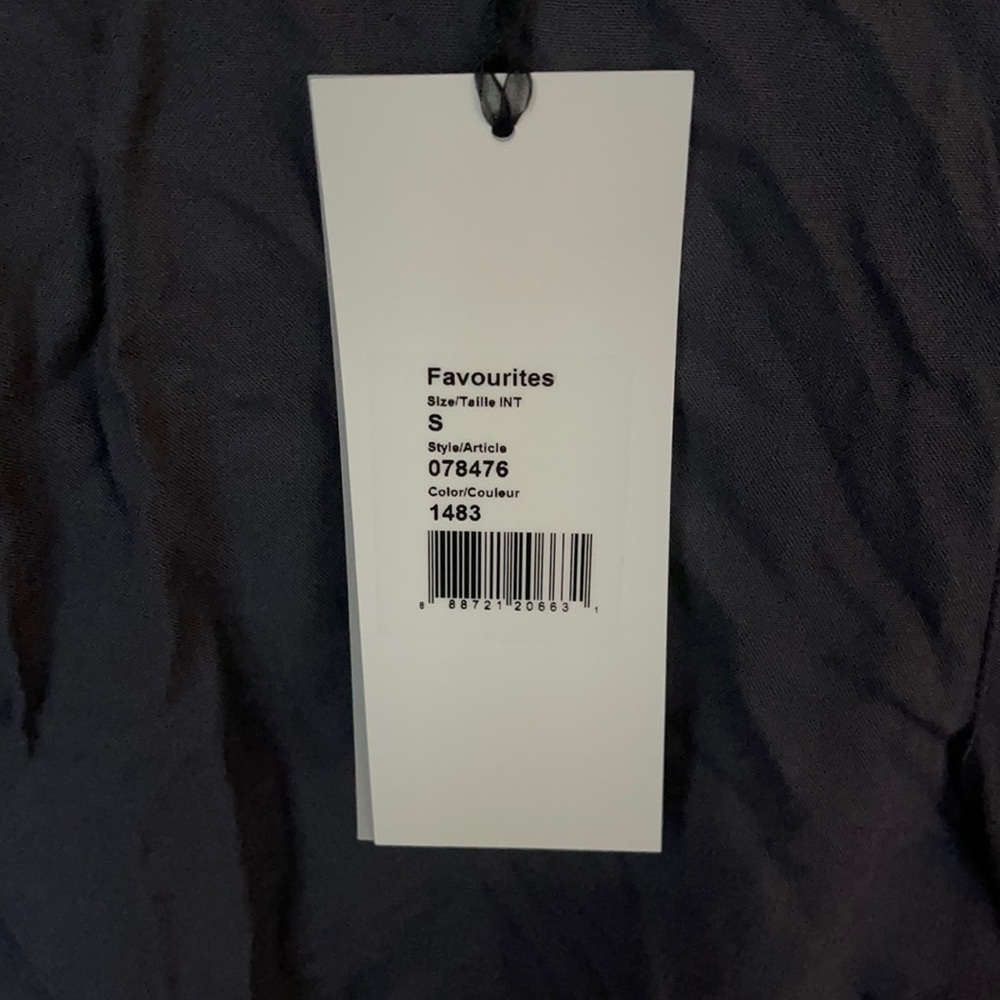 Favourites
Size/Taille INT
S
Style/Article
078476
Color/Couleur
1483
8 88721 20663 1